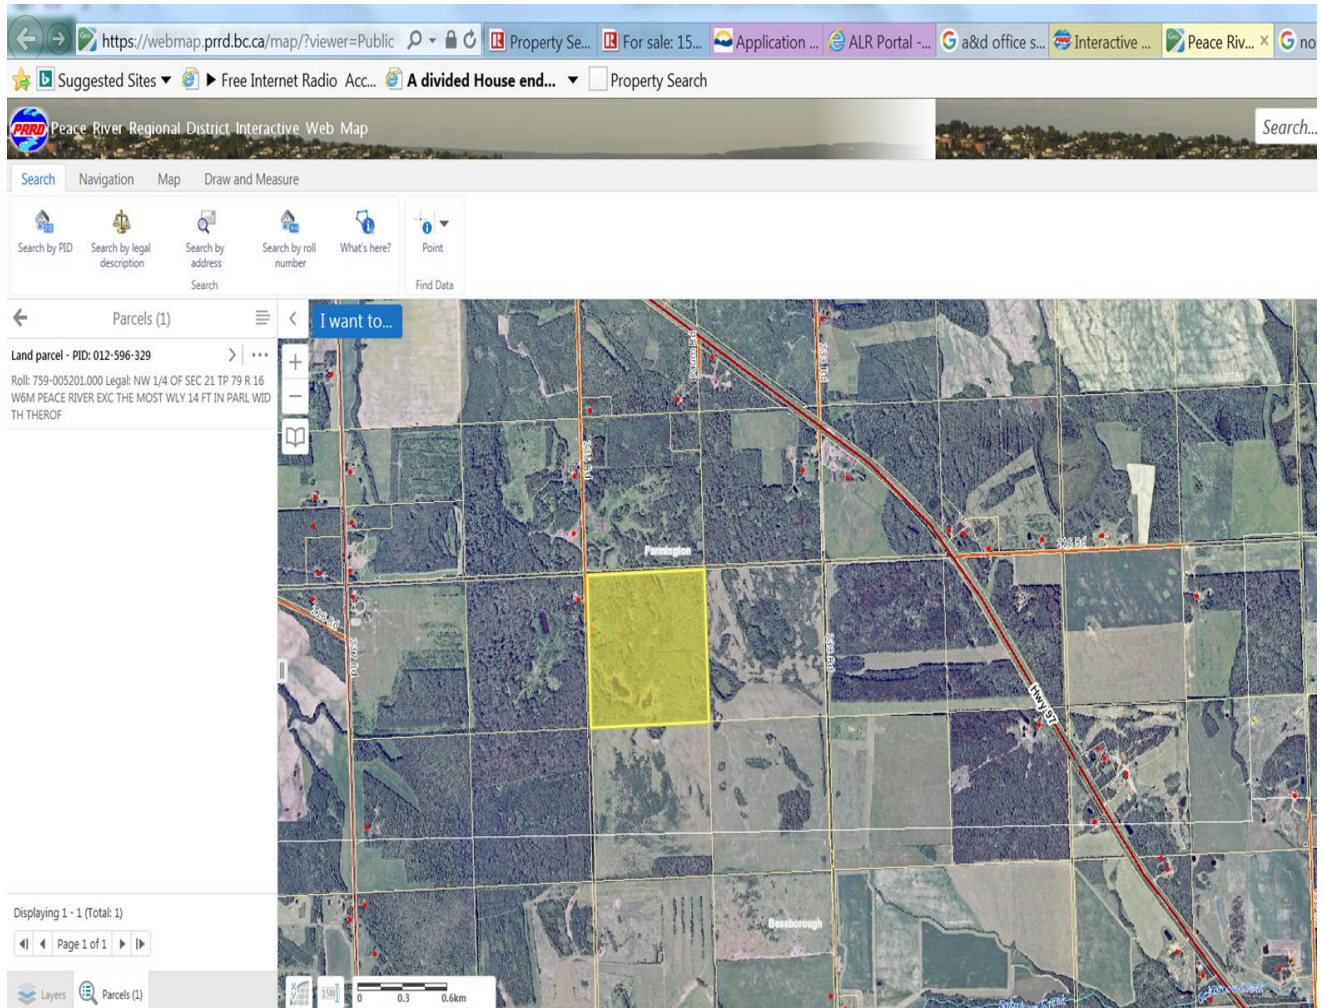 https://webmap.prrd.bc.ca/map/?viewer=Public
Property Se...
For sale: 15...
Application ...
ALR Portal -...
a&d office s...
Interactive ...
Peace Riv...
no
Suggested Sites
Free Internet Radio Acc...
A divided House end...
Property Search
PRRD
Peace River Regional District Interactive Web Map
Search...
Search
Navigation
Map
Draw and Measure
Search by PID
Search by legal description
Search by address
Search by roll number
What's here?
Point
Search
Find Data
Parcels (1)
I want to...
Land parcel - PID: 012-596-329
Roll: 759-005201.000 Legal: NW 1/4 OF SEC 21 TP 79 R 16
W6M PEACE RIVER EXC THE MOST WLY 14 FT IN PARL WID
TH THEROF
Farmington
216 Rd
Hwy 97
Bessborough
Displaying 1 - 1 (Total: 1)
Page 1 of 1
0
0.3
0.6km
Layers
Parcels (1)